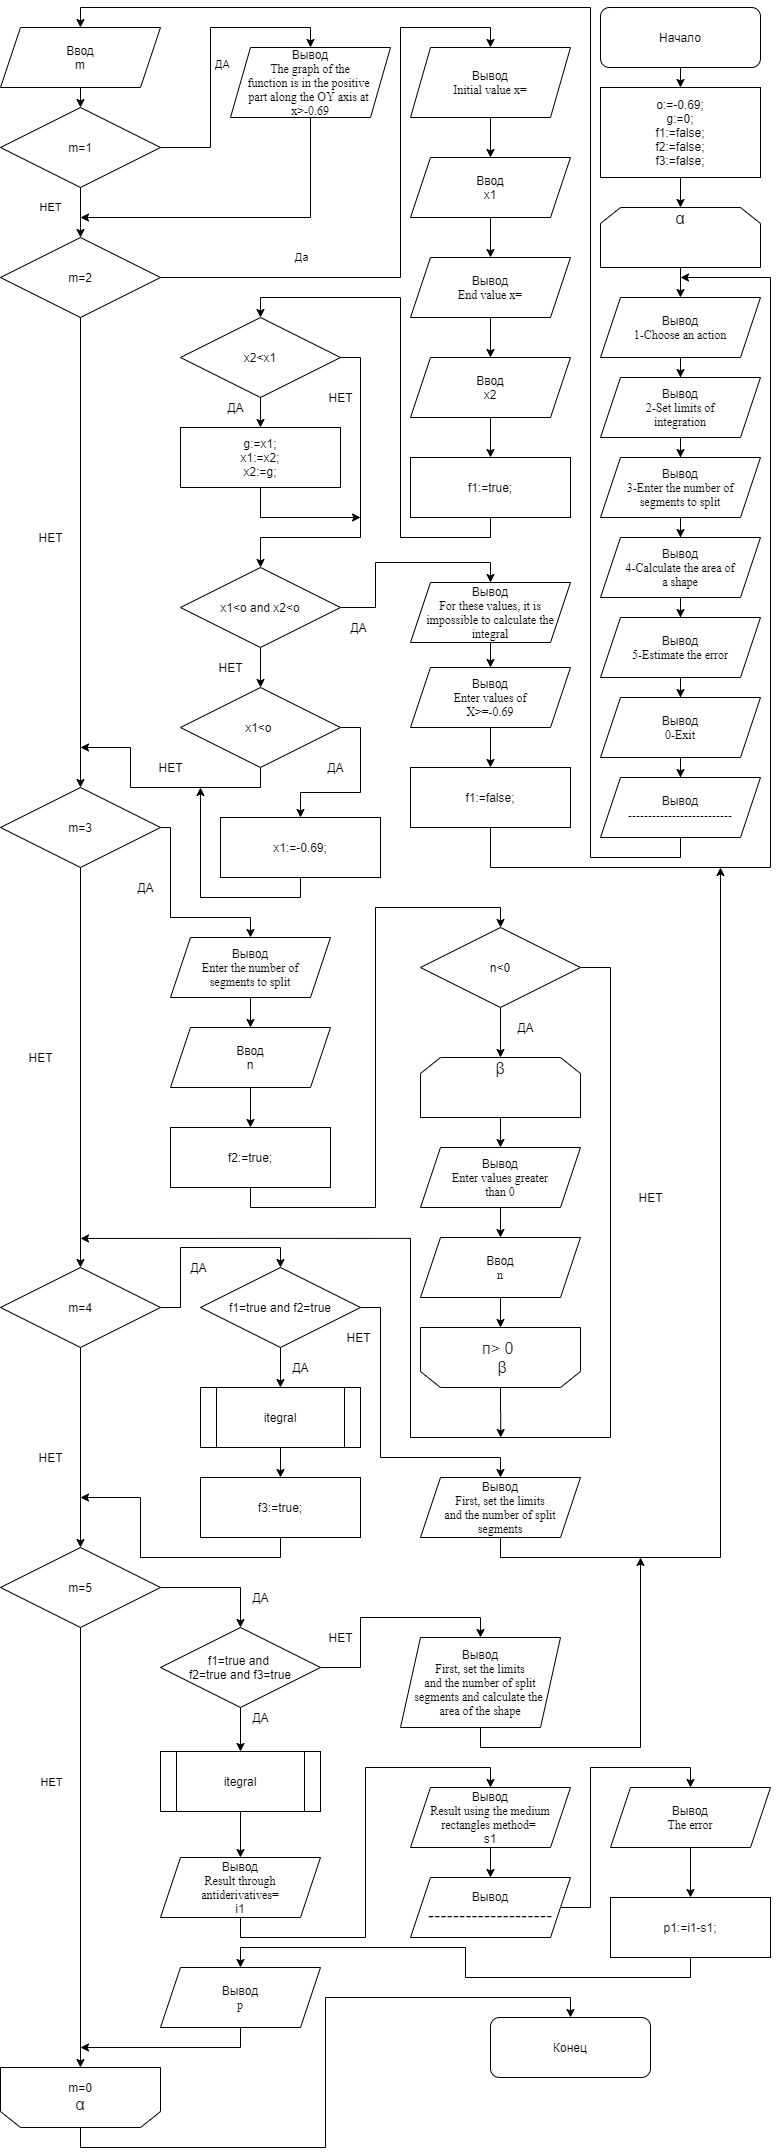 Начало
o:=-0.69;
g:=0;
f1:=false;
f2:=false;
f3:=false;
α
Вывод
1-Choose an action
Вывод
2-Set limits of
integration
Вывод
3-Enter the number of
segments to split
Вывод
4-Calculate the area of
a shape
Вывод
5-Estimate the error
Вывод
0-Exit
Вывод
--------------------------
Ввод
m
m=1
ДА
НЕТ
Вывод
The graph of the
function is in the positive
part along the OY axis at
x>-0.69
m=2
Да
НЕТ
Вывод
Initial value x=
Ввод
x1
Вывод
End value x=
Ввод
x2
f1:=true;
x2<x1
ДА
НЕТ
g:=x1;
x1:=x2;
x2:=g;
x1<o and x2<o
ДА
НЕТ
Вывод
For these values, it is
impossible to calculate the
integral
Вывод
Enter values of
X>=-0.69
f1:=false;
x1<o
НЕТ
ДА
x1:=-0.69;
m=3
ДА
НЕТ
Вывод
Enter the number of
segments to split
Ввод
n
f2:=true;
n<0
ДА
НЕТ
β
Вывод
Enter values greater
than 0
Ввод
n
п> 0
β
m=4
ДА
НЕТ
f1=true and f2=true
НЕТ
ДА
itegral
f3:=true;
Вывод
First, set the limits
and the number of split
segments
m=5
ДА
НЕТ
f1=true and
f2=true and f3=true
НЕТ
ДА
Вывод
First, set the limits
and the number of split
segments and calculate the
area of the shape
itegral
Вывод
Result through
antiderivatives=
i1
Вывод
Result using the medium
rectangles method=
s1
Вывод
---------------------
Вывод
The error
p1:=i1-s1;
Вывод
p
m=0
α
Конец